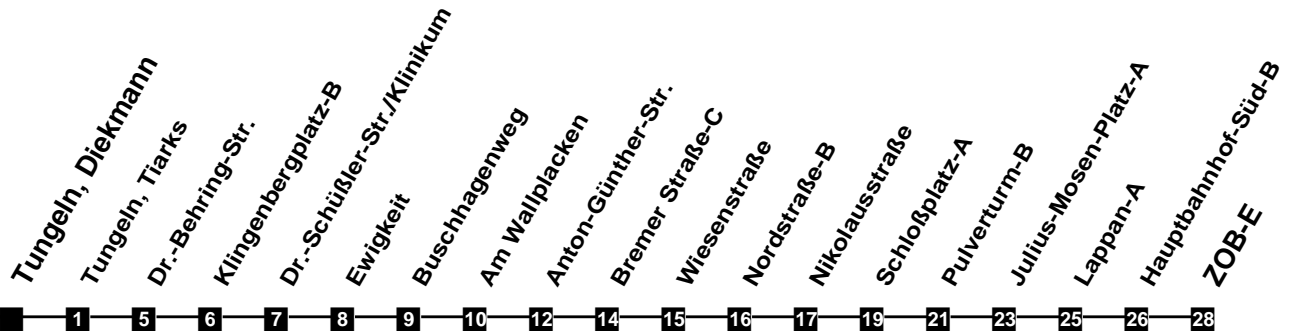 Tungeln, Diekmann
Tungeln, Tiarks
Dr.-Behring-Str.
Klingenbergplatz-B
Dr.-Schüßler-Str./Klinikum
Ewigkeit
Buschhagenweg
Am Wallplacken
Anton-Günther-Str.
Bremer Straße-C
Wiesenstraße
Nordstraße-B
Nikolausstraße
Schloßplatz-A
Pulverturm-B
Julius-Mosen-Platz-A
Lappan-A
Hauptbahnhof-Süd-B
ZOB-E
1 5 6 7 8 9 10 12 14 15 16 17 19 21 23 25 26 28